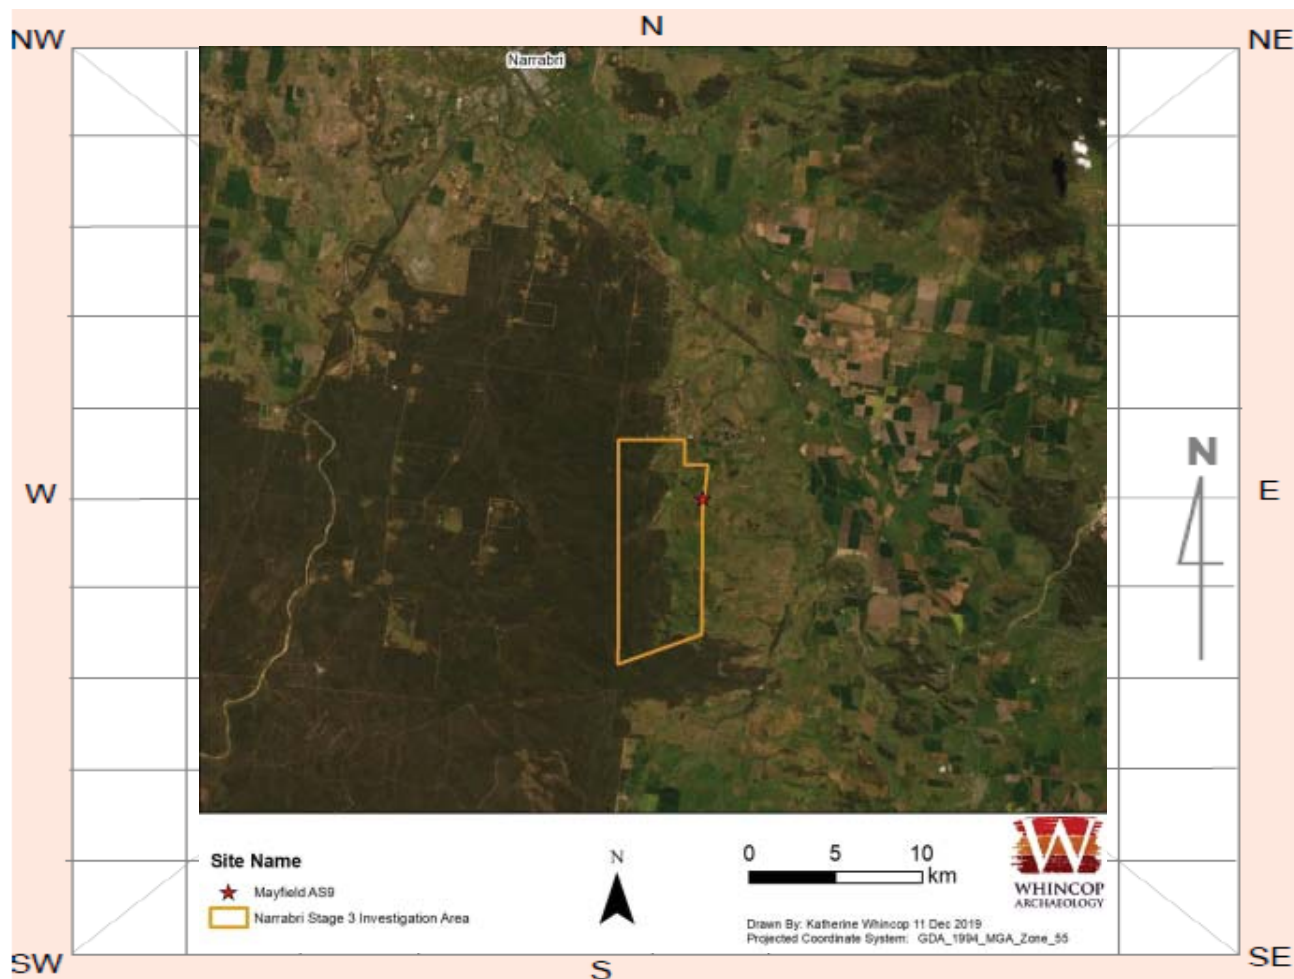 N
NW
NE
Narrabri
N
W
E
Site Name
Mayfield AS9
Narrabri Stage 3 Investigation Area
N
0 5 10
km
W
WHINCOP
ARCHAEOLOGY
Drawn By: Katherine Whincop 11 Dec 2019
Projected Coordinate System: GDA_1994_MGA_Zone_55
SW
S
SE